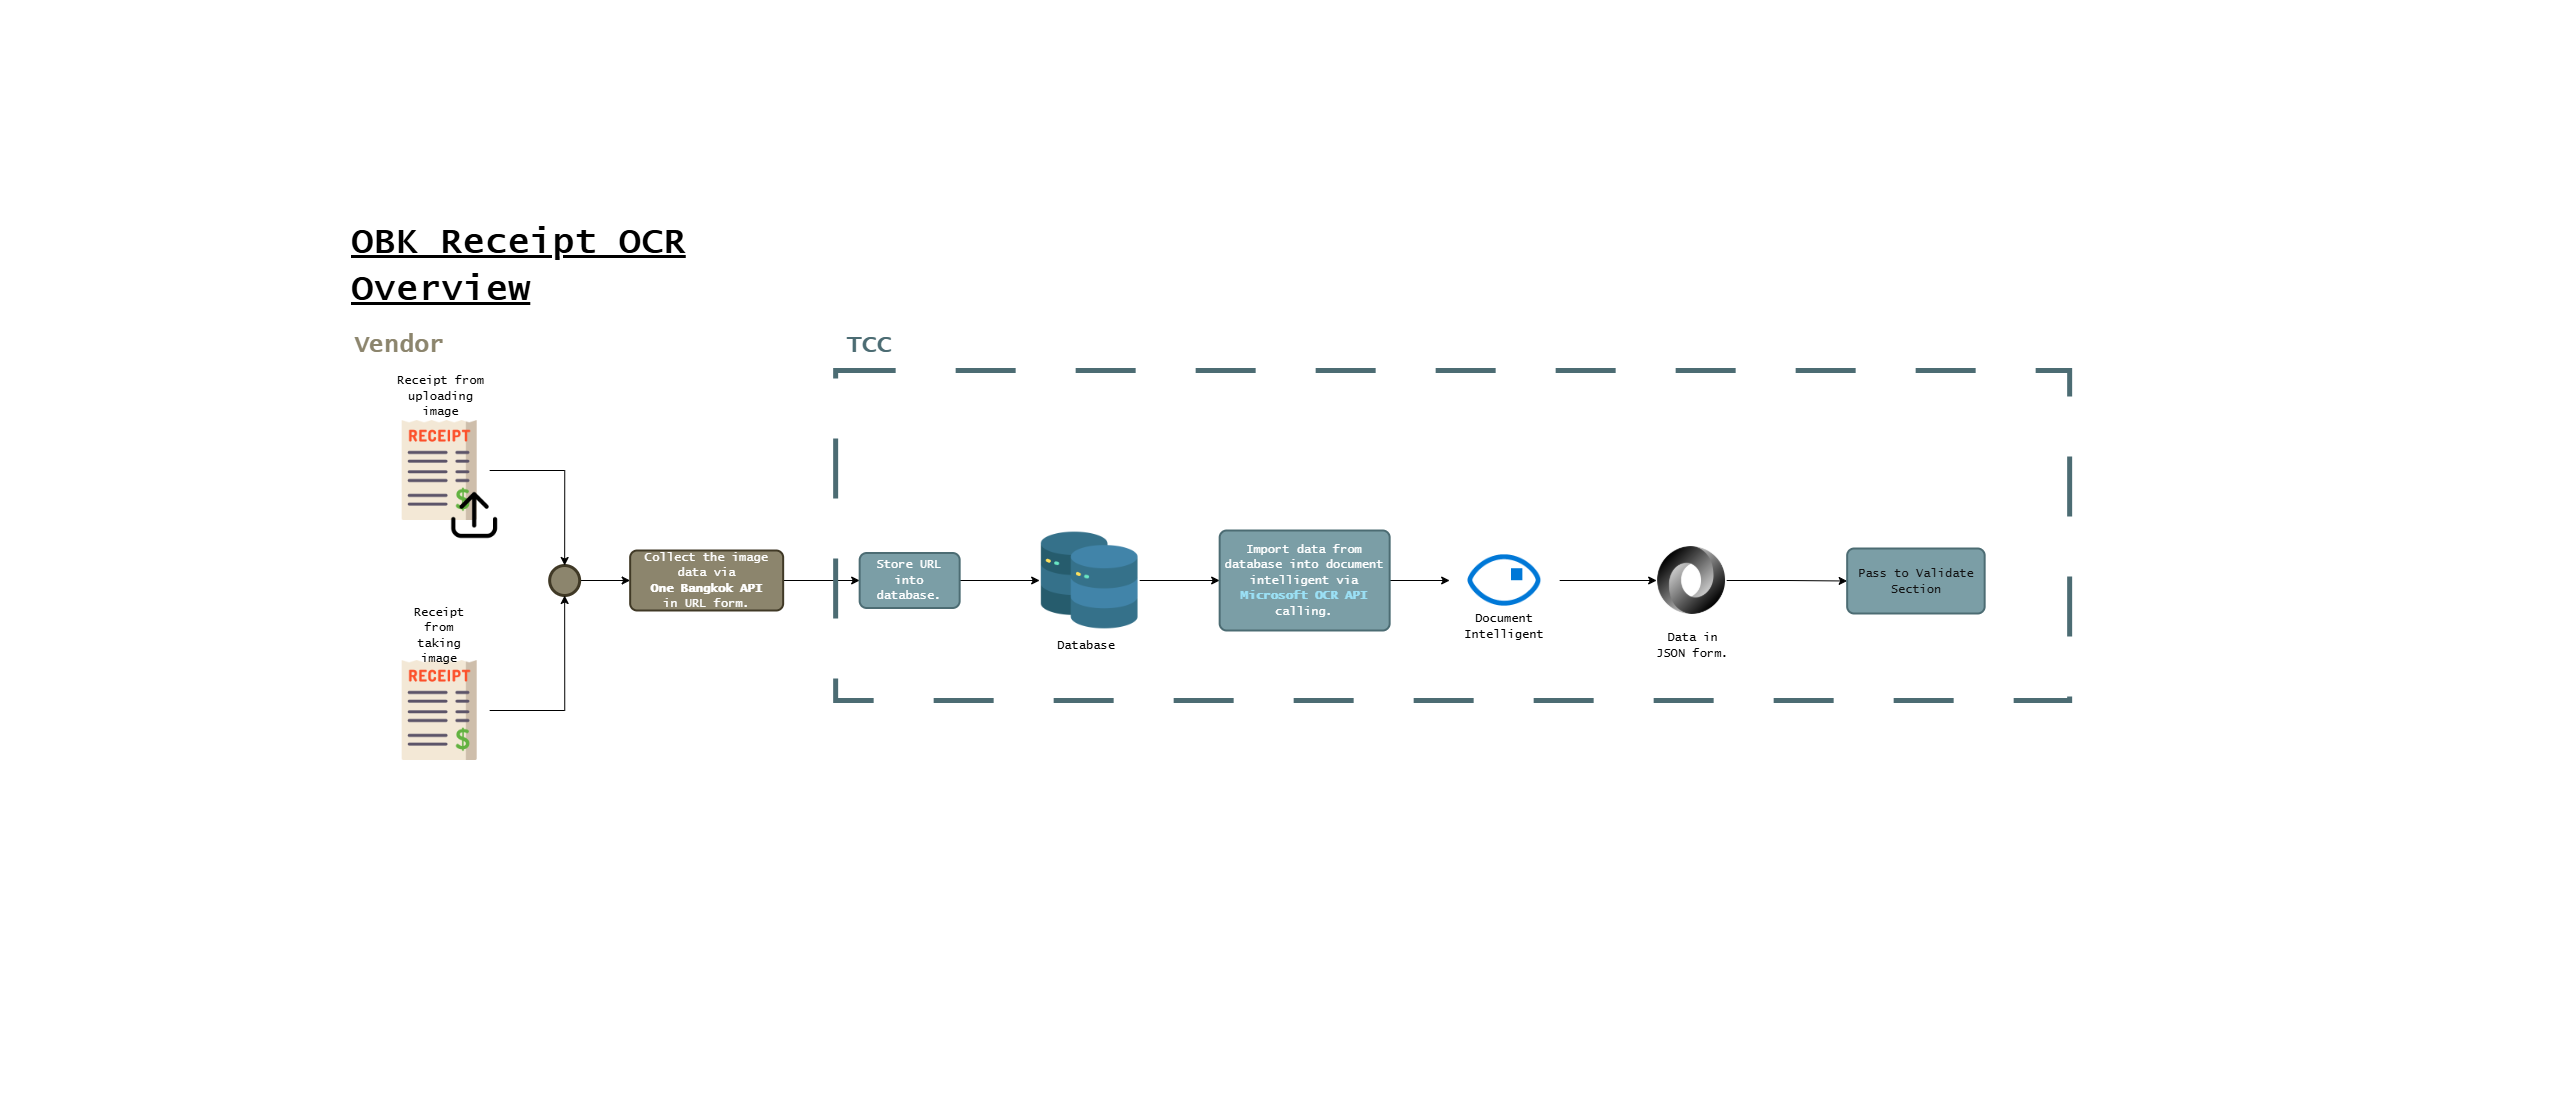 OBK Receipt OCR
Overview
Vendor
TCC
Receipt from
uploading
image
RECEIPT
$
Receipt
from
taking
image
RECEIPT
$
Collect the image
data via
One Bangkok API
in URL form.
Store URL
into
database.
Database
Import data from
database into document
intelligent via
Microsoft OCR API
calling.
Document
Intelligent
Data in
JSON form.
Pass to Validate
Section